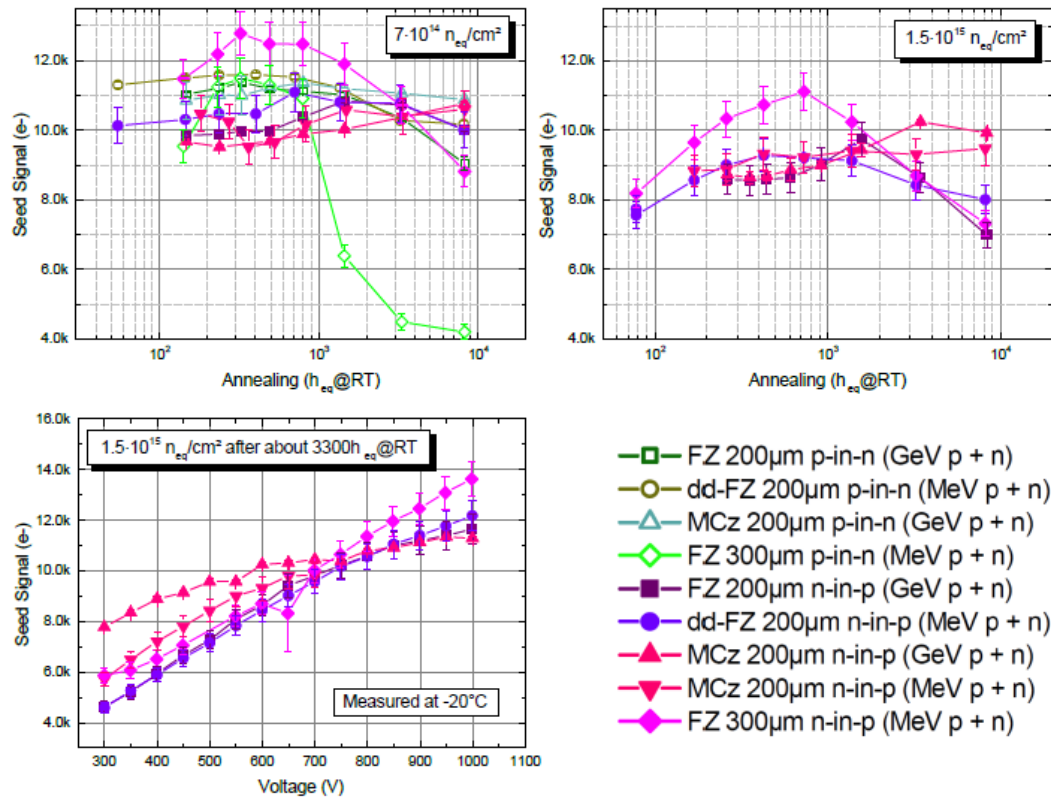 7·10¹⁴ n_eq/cm²
Seed Signal (e-)
12.0k
10.0k
8.0k
6.0k
4.0k
10²
10³
10⁴
Annealing (h_eq@RT)
1.5·10¹⁵ n_eq/cm²
Seed Signal (e-)
12.0k
10.0k
8.0k
6.0k
4.0k
10²
10³
10⁴
Annealing (h_eq@RT)
1.5·10¹⁵ n_eq/cm² after about 3300h_eq@RT
Seed Signal (e-)
16.0k
14.0k
12.0k
10.0k
8.0k
6.0k
4.0k
Measured at -20°C
300 400 500 600 700 800 900 1000 1100
Voltage (V)
FZ 200µm p-in-n (GeV p + n)
dd-FZ 200µm p-in-n (MeV p + n)
MCz 200µm p-in-n (GeV p + n)
FZ 300µm p-in-n (MeV p + n)
FZ 200µm n-in-p (GeV p + n)
dd-FZ 200µm n-in-p (MeV p + n)
MCz 200µm n-in-p (GeV p + n)
MCz 200µm n-in-p (MeV p + n)
FZ 300µm n-in-p (MeV p + n)